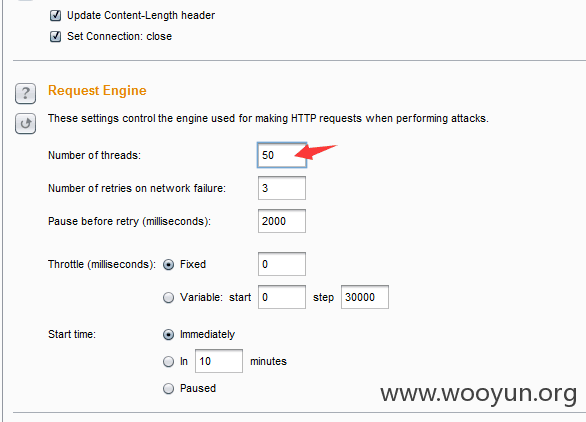 Update Content-Length header
Set Connection: close
? Request Engine
These settings control the engine used for making HTTP requests when performing attacks.
Number of threads: 50
Number of retries on network failure: 3
Pause before retry (milliseconds): 2000
Throttle (milliseconds): Fixed 0
Variable: start 0 step 30000
Start time: Immediately
In 10 minutes
Paused
www.wooyun.org